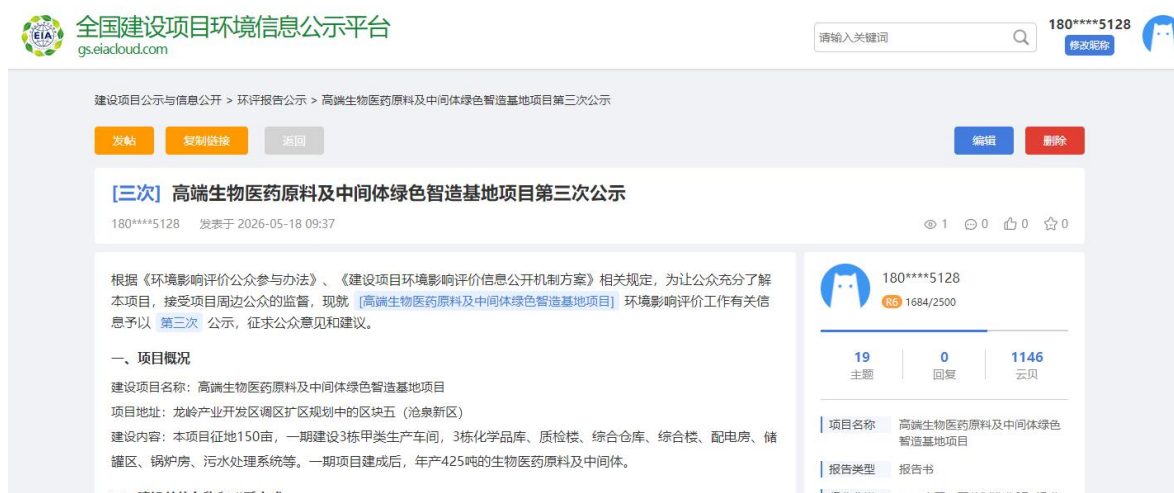 EIA
全国建设项目环境信息公示平台
gs.eiacloud.com
请输入关键词
180****5128
修改昵称
建设项目公示与信息公开 > 环评报告公示 > 高端生物医药原料及中间体绿色智造基地项目第三次公示
发帖
复制链接
返回
编辑
删除
[三次] 高端生物医药原料及中间体绿色智造基地项目第三次公示
180****5128 发表于 2026-05-18 09:37
1 0 0 0
根据《环境影响评价公众参与办法》、《建设项目环境影响评价信息公开机制方案》相关规定，为让公众充分了解
本项目，接受项目周边公众的监督，现就 [高端生物医药原料及中间体绿色智造基地项目] 环境影响评价工作有关信
息予以 第三次 公示，征求公众意见和建议。
一、项目概况
建设项目名称：高端生物医药原料及中间体绿色智造基地项目
项目地址：龙岭产业开发区调区扩区规划中的区块五（沧泉新区）
建设内容：本项目征地150亩，一期建设3栋甲类生产车间，3栋化学品库、质检楼、综合仓库、综合楼、配电房、储
罐区、锅炉房、污水处理系统等。一期项目建成后，年产425吨的生物医药原料及中间体。
180****5128
R6 1684/2500
19 0 1146
主题 回复 云贝
项目名称 高端生物医药原料及中间体绿色
智造基地项目
报告类型 报告书